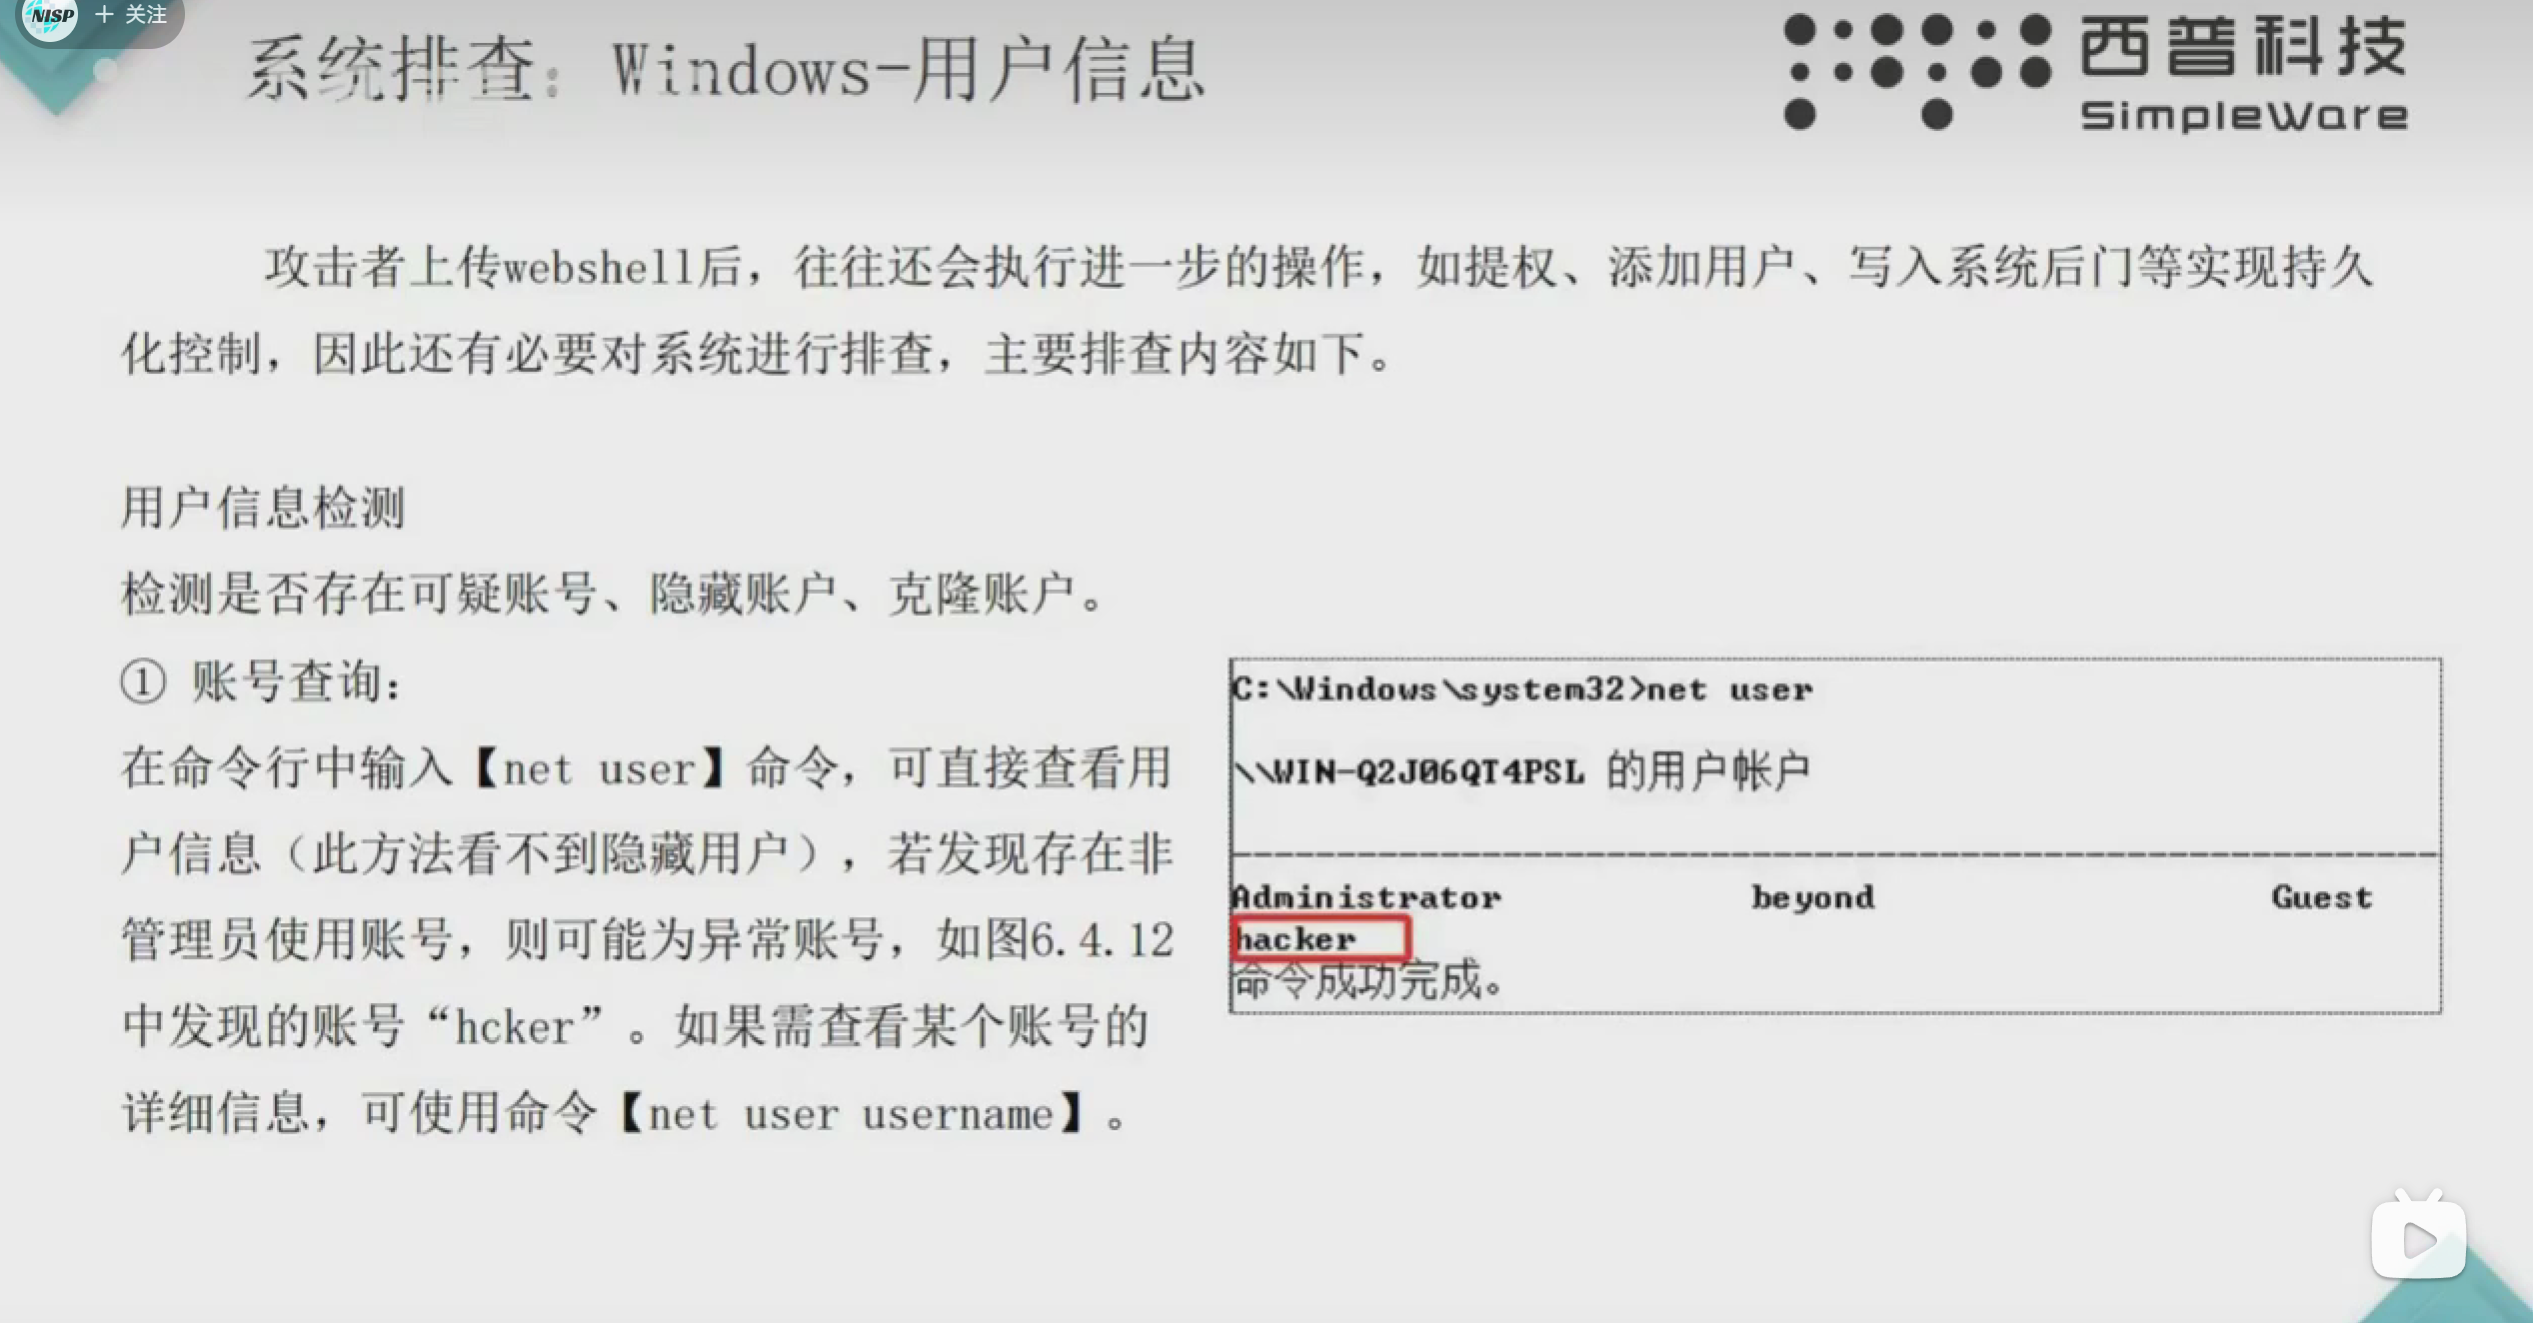 NISP + 关注
系统排查：Windows-用户信息
西普科技
SimpleWare
攻击者上传webshell后，往往还会执行进一步的操作，如提权、添加用户、写入系统后门等实现持久
化控制，因此还有必要对系统进行排查，主要排查内容如下。
用户信息检测
检测是否存在可疑账号、隐藏账户、克隆账户。
① 账号查询：
在命令行中输入【net user】命令，可直接查看用
户信息（此方法看不到隐藏用户），若发现存在非
管理员使用账号，则可能为异常账号，如图6.4.12
中发现的账号“hcker”。如果需查看某个账号的
详细信息，可使用命令【net user username】。
C:\Windows\system32>net user
\\WIN-Q2J06QT4PSL 的用户帐户
-------------------------------------------------------------------------------
Administrator beyond Guest
hacker
命令成功完成。